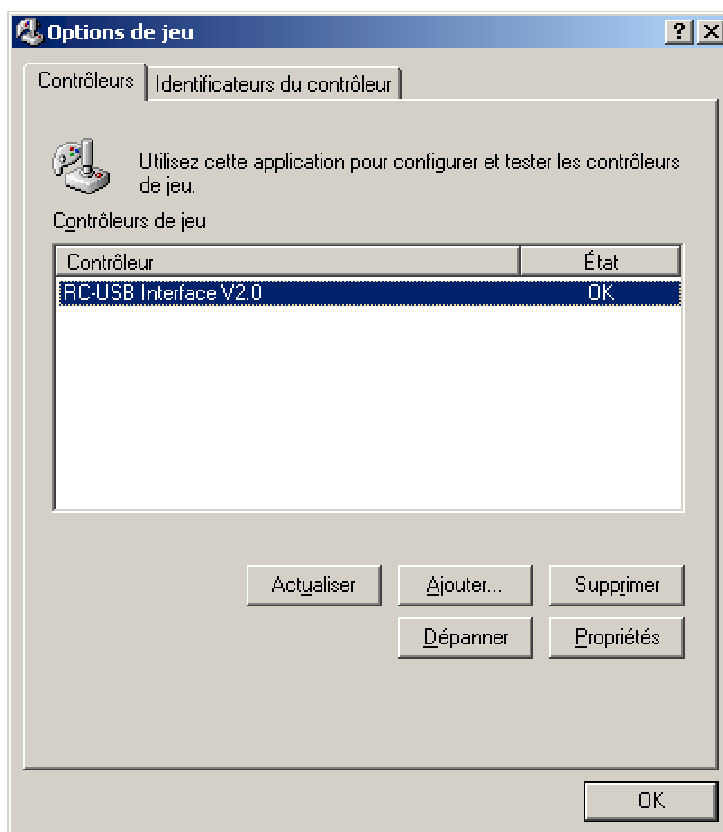 Options de jeu
Contrôleurs
Identificateurs du contrôleur
Utilisez cette application pour configurer et tester les contrôleurs
de jeu.
Contrôleurs de jeu
Contrôleur État
RC-USB Interface V2.0 OK
Actualiser Ajouter... Supprimer
Dépanner Propriétés
OK